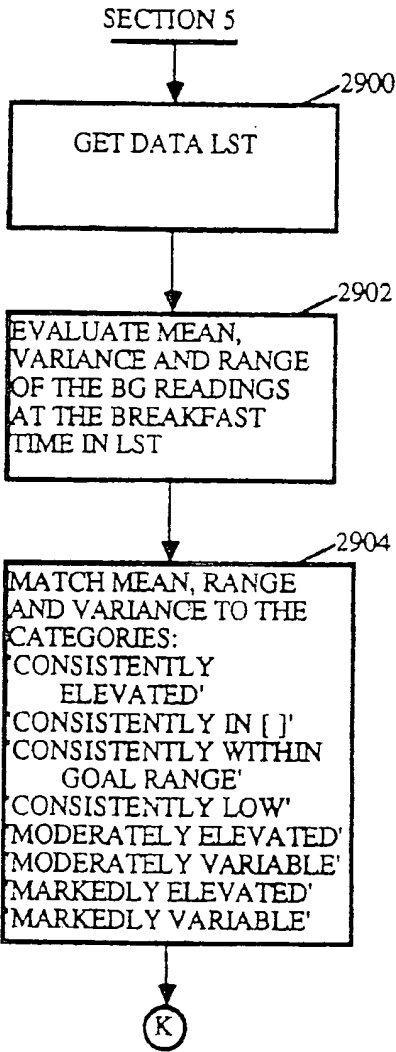 SECTION 5
2900
GET DATA LST
2902
EVALUATE MEAN,
VARIANCE AND RANGE
OF THE BG READINGS
AT THE BREAKFAST
TIME IN LST
2904
MATCH MEAN, RANGE
AND VARIANCE TO THE
CATEGORIES:
'CONSISTENTLY
ELEVATED'
'CONSISTENTLY IN [ ]'
'CONSISTENTLY WITHIN
GOAL RANGE'
'CONSISTENTLY LOW'
'MODERATELY ELEVATED'
'MODERATELY VARIABLE'
'MARKEDLY ELEVATED'
'MARKEDLY VARIABLE'
K